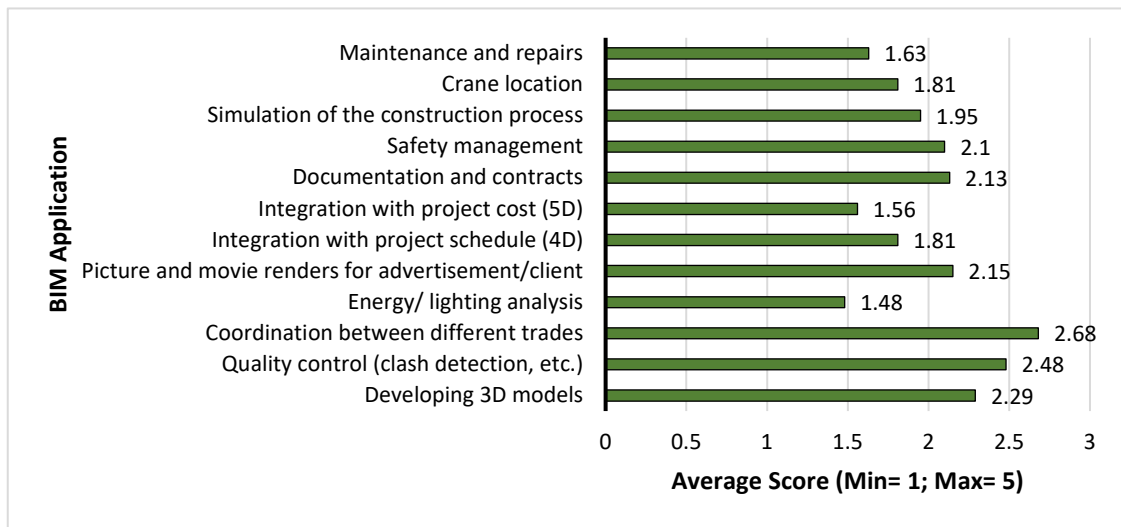 BIM Application
Maintenance and repairs 1.63
Crane location 1.81
Simulation of the construction process 1.95
Safety management 2.1
Documentation and contracts 2.13
Integration with project cost (5D) 1.56
Integration with project schedule (4D) 1.81
Picture and movie renders for advertisement/client 2.15
Energy/ lighting analysis 1.48
Coordination between different trades 2.68
Quality control (clash detection, etc.) 2.48
Developing 3D models 2.29
0 0.5 1 1.5 2 2.5 3
Average Score (Min= 1; Max= 5)